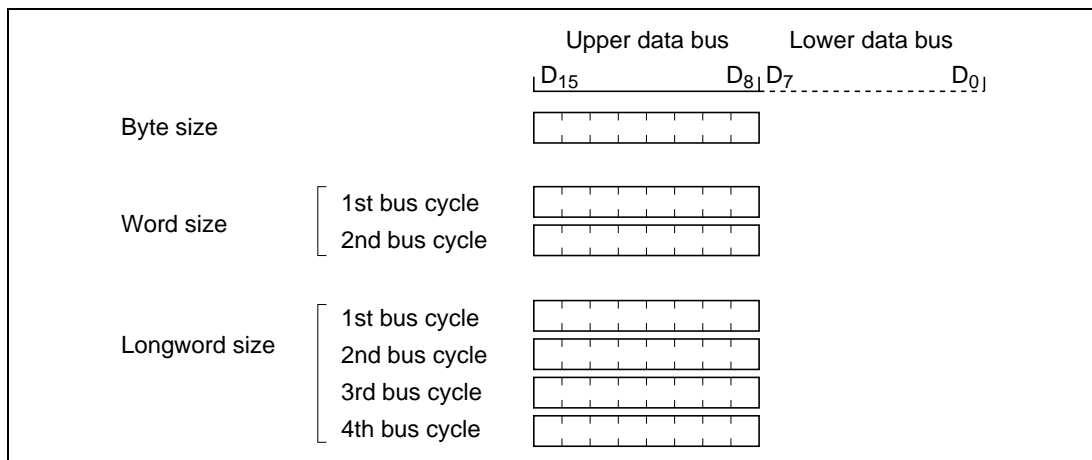 Upper data bus Lower data bus
D15 D8 D7 D0
Byte size
Word size
1st bus cycle
2nd bus cycle
Longword size
1st bus cycle
2nd bus cycle
3rd bus cycle
4th bus cycle